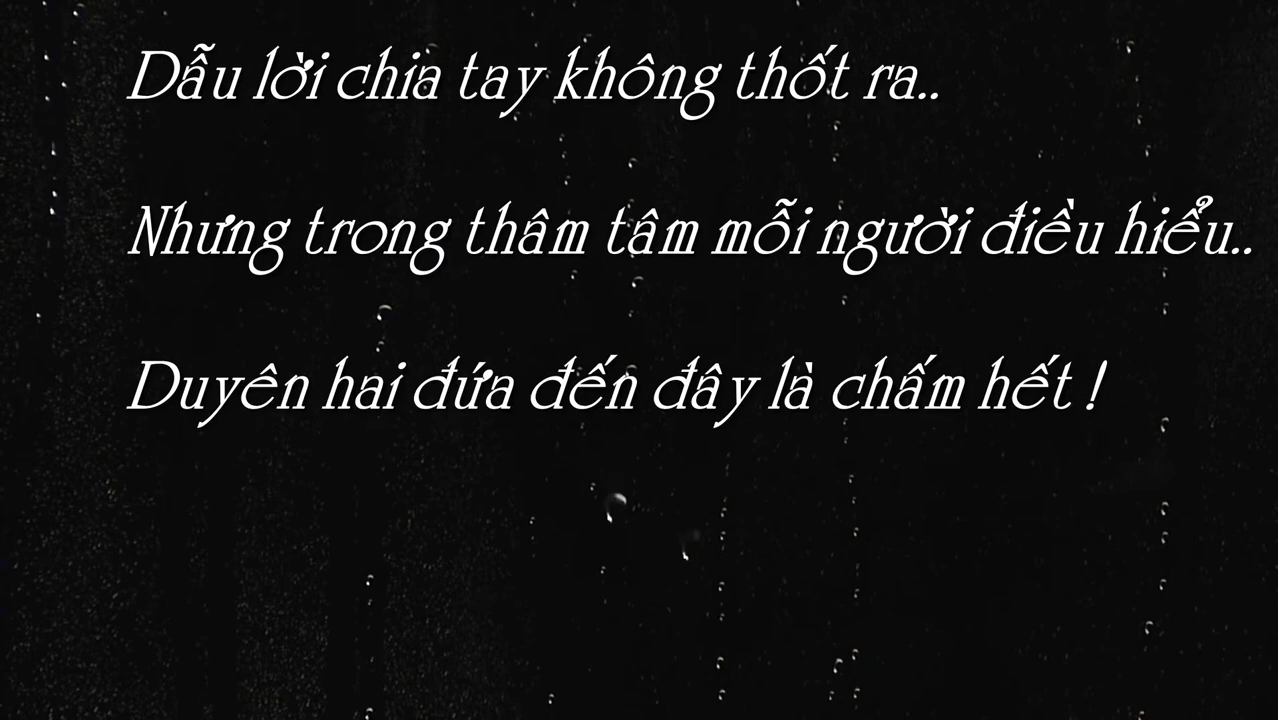 Dẫu lời chia tay không thốt ra..
Nhưng trong thâm tâm mỗi người điều hiểu..
Duyên hai đứa đến đây là chấm hết !